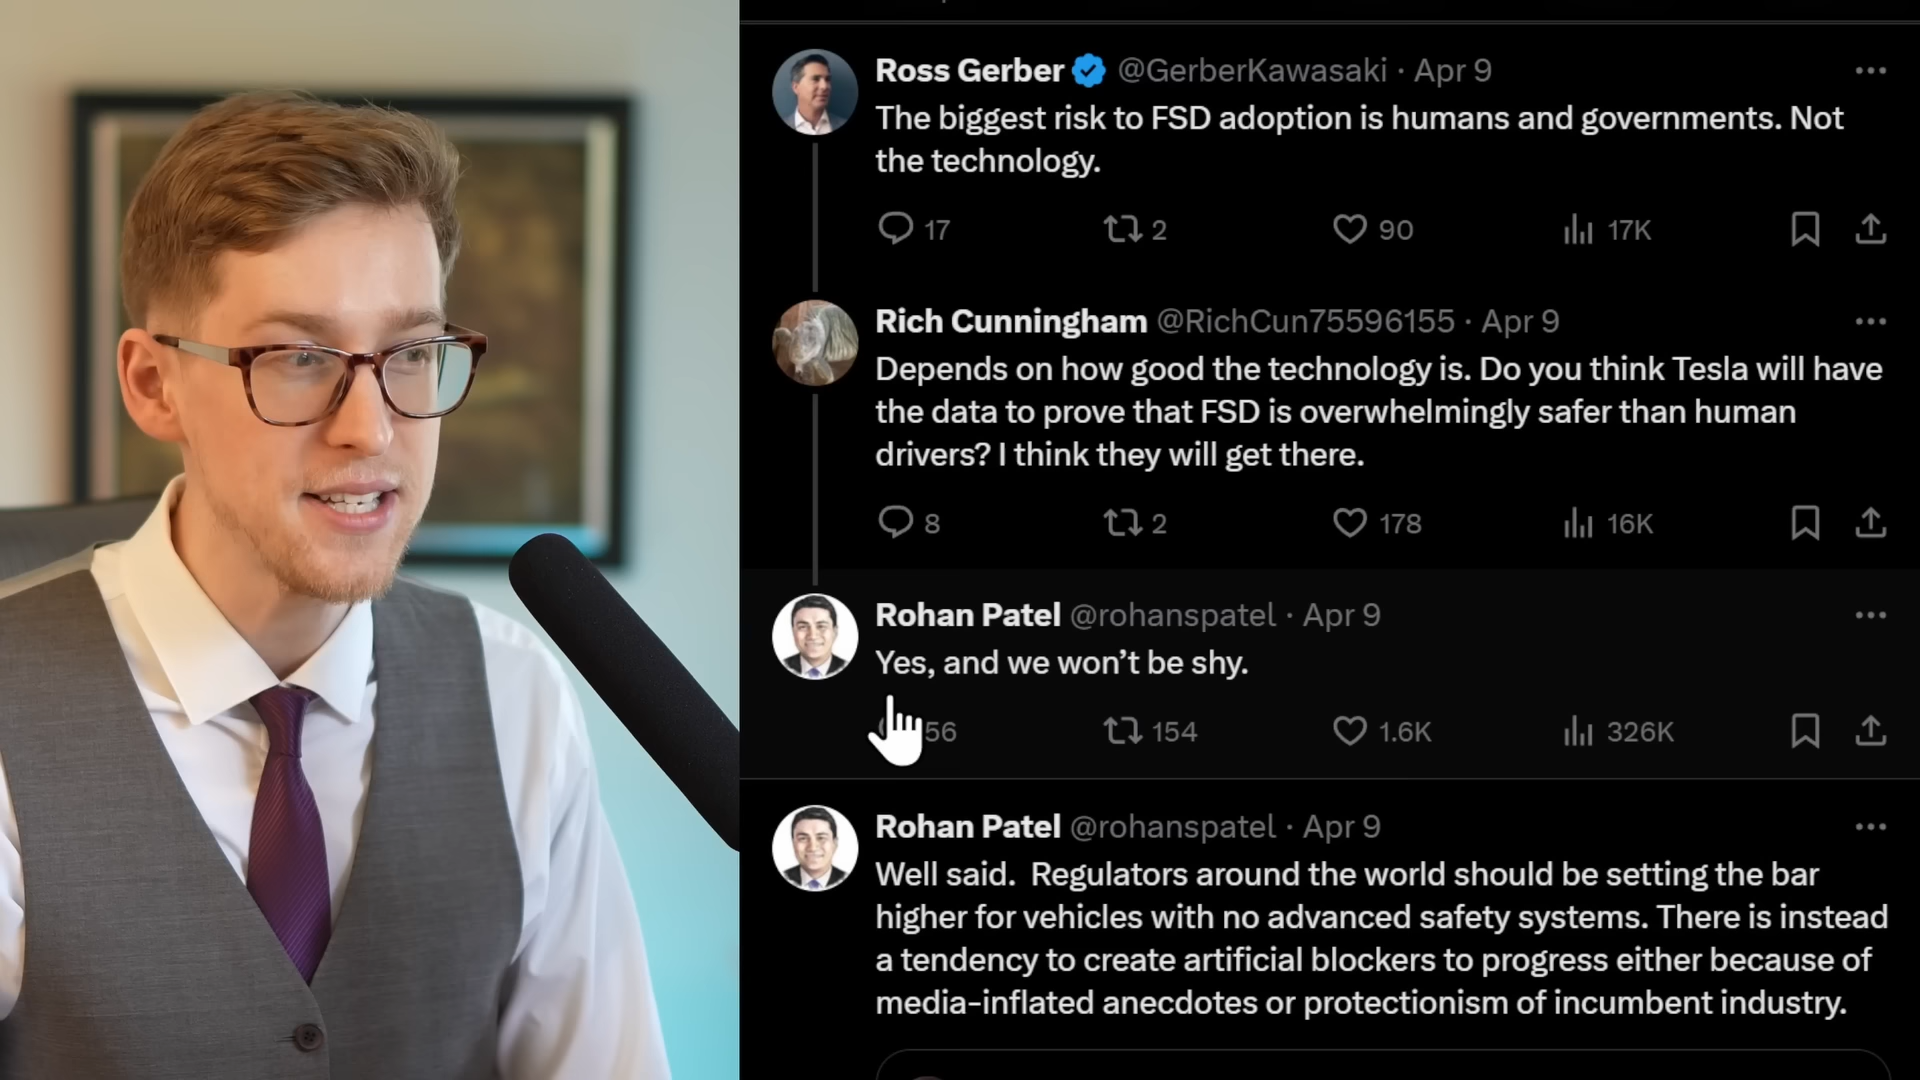 Ross Gerber @GerberKawasaki · Apr 9
The biggest risk to FSD adoption is humans and governments. Not
the technology.
17 2 90 17K
Rich Cunningham @RichCun75596155 · Apr 9
Depends on how good the technology is. Do you think Tesla will have
the data to prove that FSD is overwhelmingly safer than human
drivers? I think they will get there.
8 2 178 16K
Rohan Patel @rohanspatel · Apr 9
Yes, and we won’t be shy.
154 1.6K 326K
Rohan Patel @rohanspatel · Apr 9
Well said.  Regulators around the world should be setting the bar
higher for vehicles with no advanced safety systems. There is instead
a tendency to create artificial blockers to progress either because of
media-inflated anecdotes or protectionism of incumbent industry.